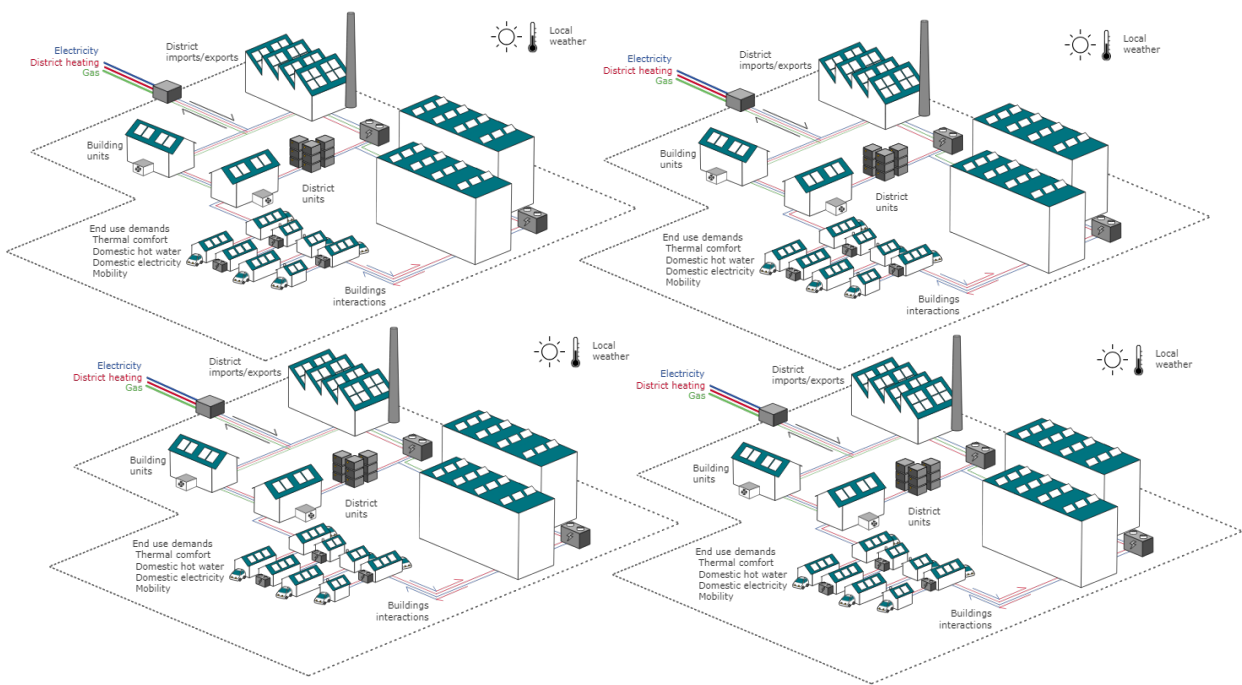 Electricity
District heating
Gas
District
imports/exports
Local
weather
Building
units
District
units
End use demands
Thermal comfort
Domestic hot water
Domestic electricity
Mobility
Buildings
interactions
Electricity
District heating
Gas
District
imports/exports
Local
weather
Building
units
District
units
End use demands
Thermal comfort
Domestic hot water
Domestic electricity
Mobility
Buildings
interactions
Electricity
District heating
Gas
District
imports/exports
Local
weather
Building
units
District
units
End use demands
Thermal comfort
Domestic hot water
Domestic electricity
Mobility
Buildings
interactions
Electricity
District heating
Gas
District
imports/exports
Local
weather
Building
units
District
units
End use demands
Thermal comfort
Domestic hot water
Domestic electricity
Mobility
Buildings
interactions